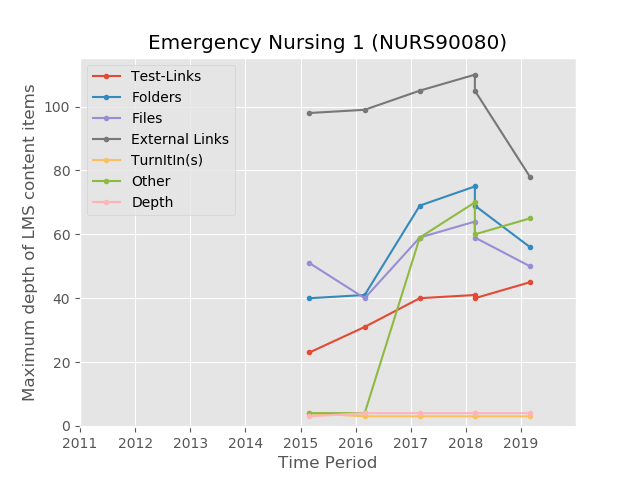 Emergency Nursing 1 (NURS90080)
Test-Links
Folders
Files
External Links
TurnItIn(s)
Other
Depth
Maximum depth of LMS content items
100
80
60
40
20
0
2011 2012 2013 2014 2015 2016 2017 2018 2019
Time Period